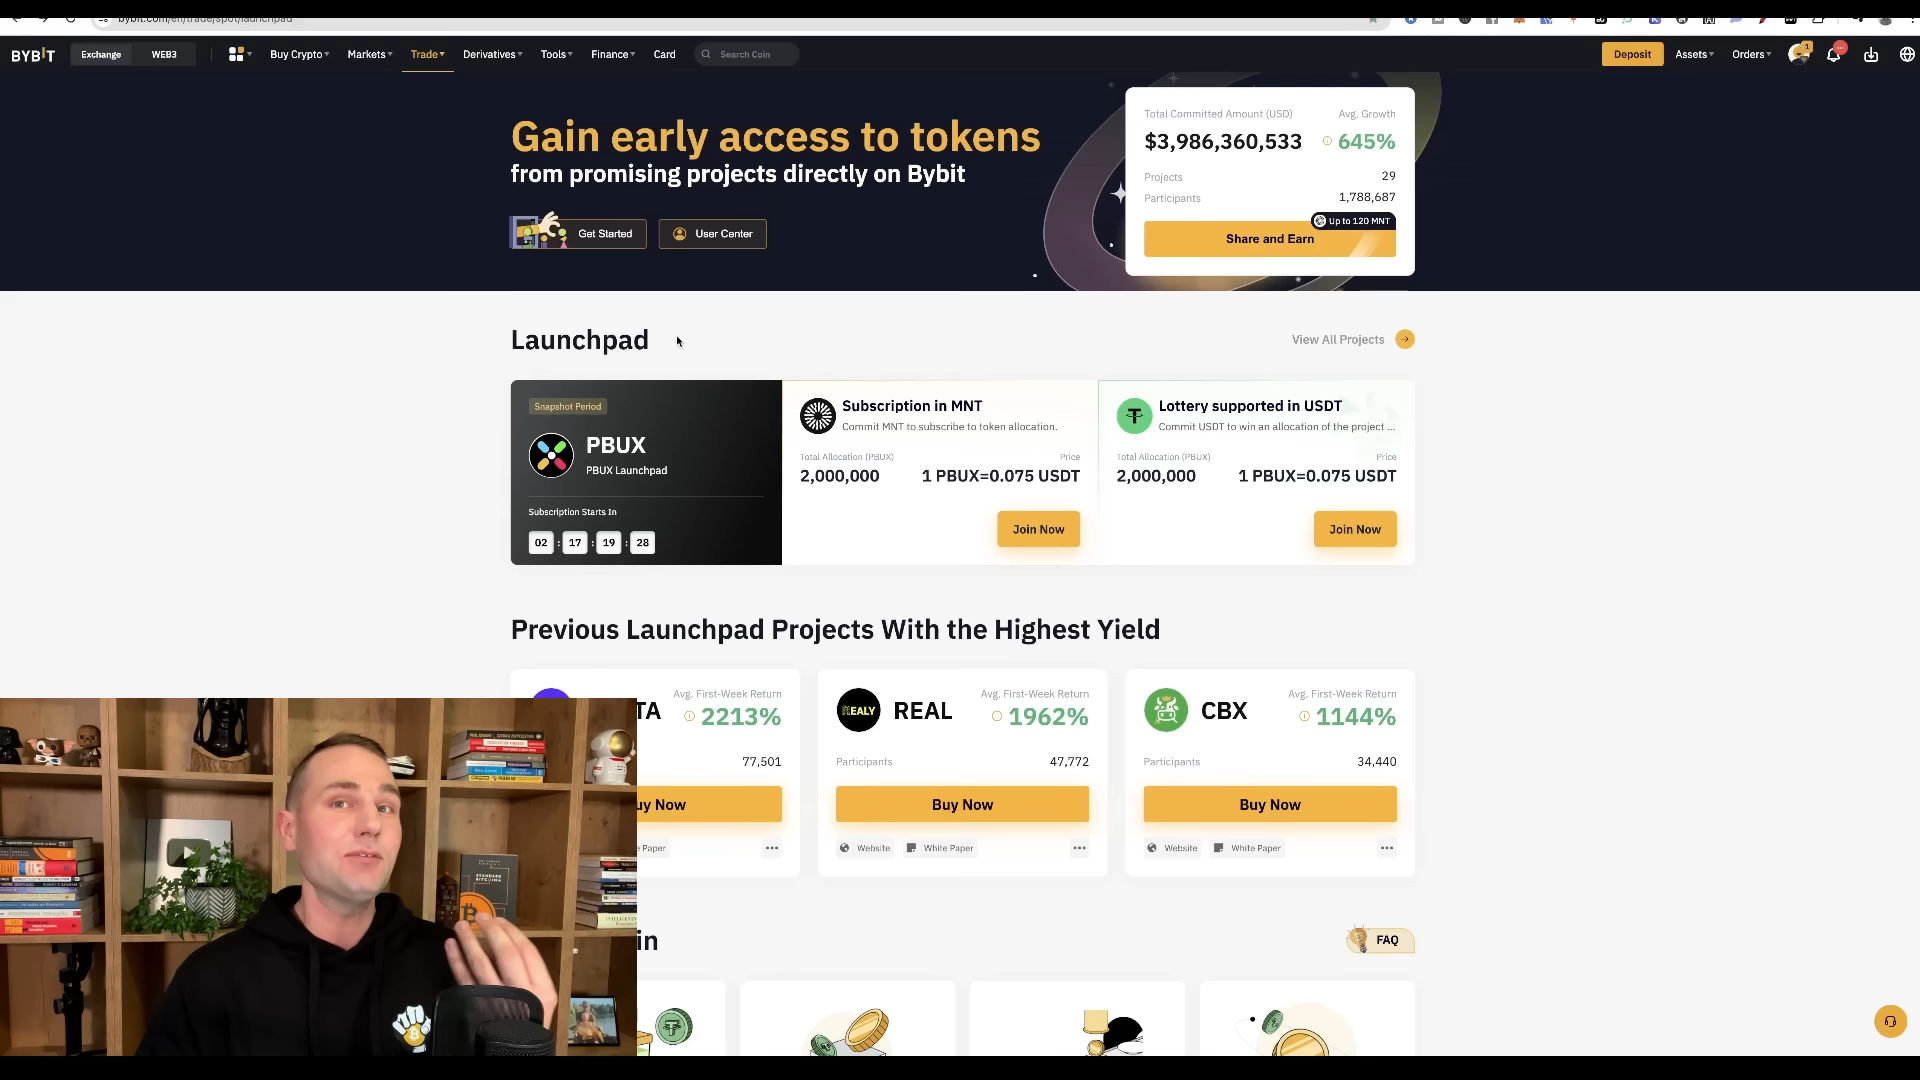 bybit.com/en/trade/spot/launchpad
BYBIT
Exchange
WEB3
Buy Crypto
Markets
Trade
Derivatives
Tools
Finance
Card
Search Coin
Deposit
Assets
Orders
1
Gain early access to tokens
from promising projects directly on Bybit
Get Started
User Center
Total Committed Amount (USD)
Avg. Growth
$3,986,360,533
645%
Projects
29
Participants
1,788,687
Up to 120 MNT
Share and Earn
Launchpad
View All Projects
Snapshot Period
PBUX
PBUX Launchpad
Subscription Starts In
02 : 17 : 19 : 28
Subscription in MNT
Commit MNT to subscribe to token allocation.
Total Allocation (PBUX)
Price
2,000,000
1 PBUX=0.075 USDT
Join Now
Lottery supported in USDT
Commit USDT to win an allocation of the project ...
Total Allocation (PBUX)
Price
2,000,000
1 PBUX=0.075 USDT
Join Now
Previous Launchpad Projects With the Highest Yield
TA
Avg. First-Week Return
2213%
77,501
uy Now
e Paper
REALY
REAL
Avg. First-Week Return
1962%
Participants
47,772
Buy Now
Website
White Paper
CBX
Avg. First-Week Return
1144%
Participants
34,440
Buy Now
Website
White Paper
in
FAQ